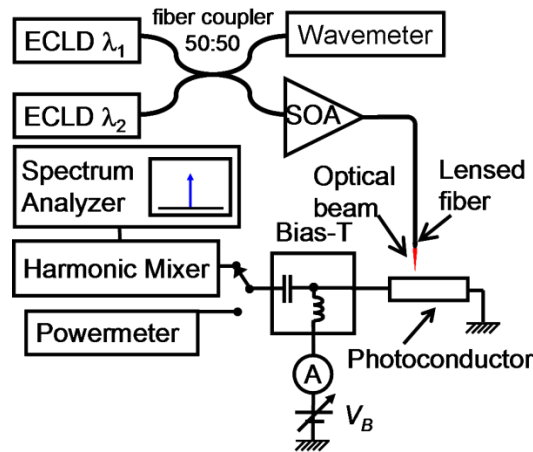 fiber coupler
50:50
ECLD λ1
Wavemeter
ECLD λ2
SOA
Spectrum
Analyzer
Optical
beam
Lensed
fiber
Bias-T
Harmonic Mixer
Powermeter
Photoconductor
A
VB